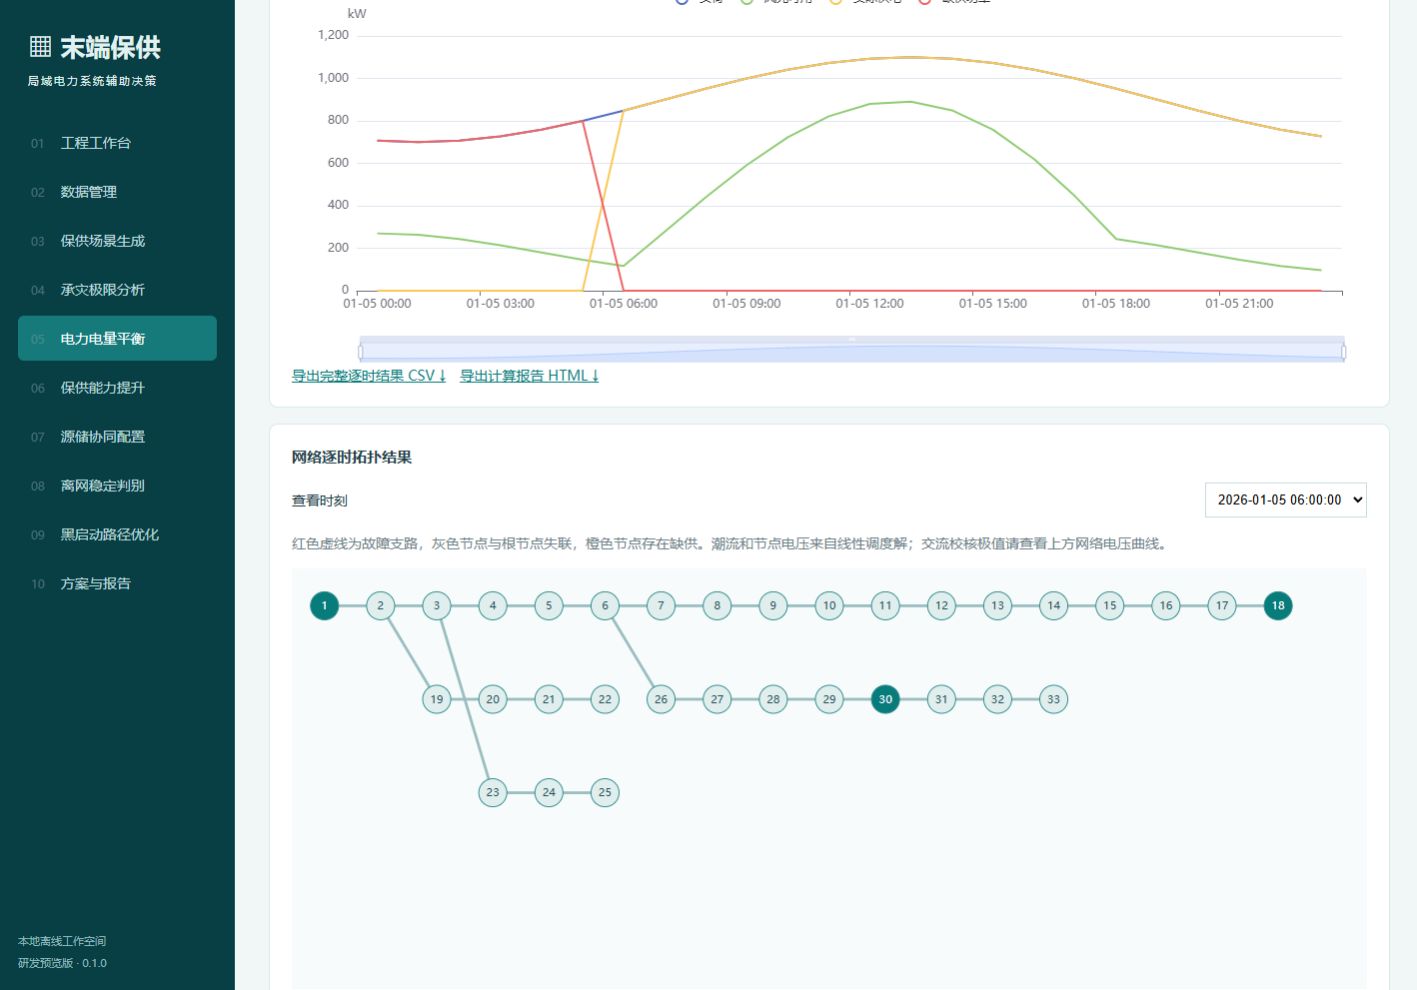 末端保供
局域电力系统辅助决策
01 工程工作台
02 数据管理
03 保供场景生成
04 承灾极限分析
05 电力电量平衡
06 保供能力提升
07 源储协同配置
08 离网稳定判别
09 黑启动路径优化
10 方案与报告
本地离线工作空间
研发预览版 · 0.1.0
kW
1,200
1,000
800
600
400
200
0
01-05 00:00 01-05 03:00 01-05 06:00 01-05 09:00 01-05 12:00 01-05 15:00 01-05 18:00 01-05 21:00
导出完整逐时结果 CSV ↓ 导出计算报告 HTML ↓
网络逐时拓扑结果
查看时刻 2026-01-05 06:00:00
红色虚线为故障支路，灰色节点与根节点失联，橙色节点存在缺供。潮流和节点电压来自线性调度解；交流校核极值请查看上方网络电压曲线。
1 2 3 4 5 6 7 8 9 10 11 12 13 14 15 16 17 18
19 20 21 22 26 27 28 29 30 31 32 33
23 24 25